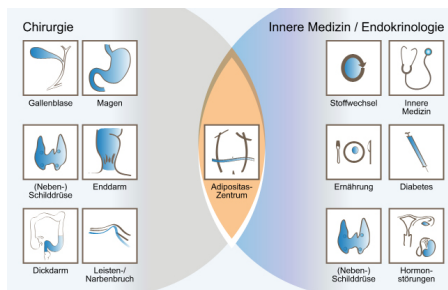 Chirurgie
Innere Medizin / Endokrinologie
Gallenblase
Magen
Stoffwechsel
Innere
Medizin
(Neben-)
Schilddrüse
Enddarm
Adipositas-
Zentrum
Ernährung
Diabetes
Dickdarm
Leisten-/
Narbenbruch
(Neben-)
Schilddrüse
Hormon-
störungen